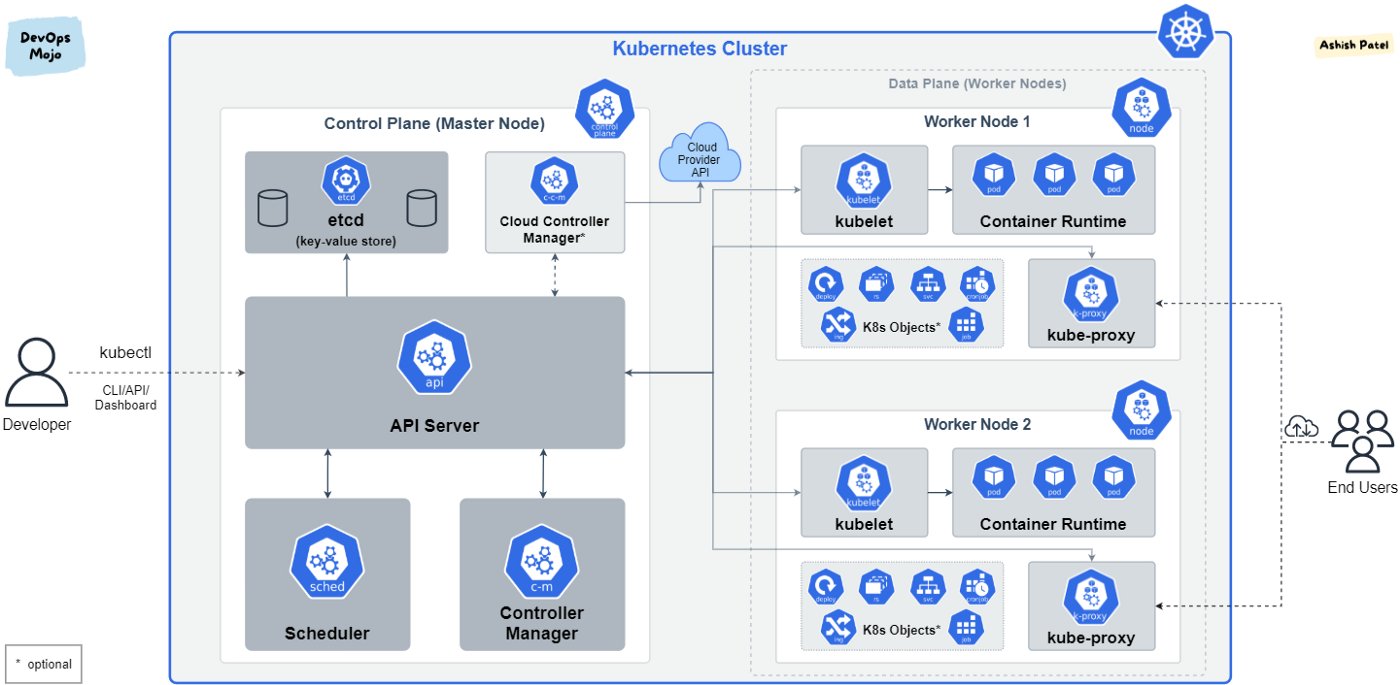 DevOps
Mojo
Ashish Patel
Kubernetes Cluster
Control Plane (Master Node)
control
plane
etcd
etcd
(key-value store)
c-c-m
Cloud Controller
Manager*
Cloud
Provider
API
api
API Server
sched
Scheduler
c-m
Controller
Manager
Developer
kubectl
CLI/API/
Dashboard
Data Plane (Worker Nodes)
Worker Node 1
node
kubelet
kubelet
pod
pod
pod
Container Runtime
deploy
rs
svc
cronjob
ing
K8s Objects*
job
k-proxy
kube-proxy
Worker Node 2
node
kubelet
kubelet
pod
pod
pod
Container Runtime
deploy
rs
svc
cronjob
ing
K8s Objects*
job
k-proxy
kube-proxy
End Users
* optional